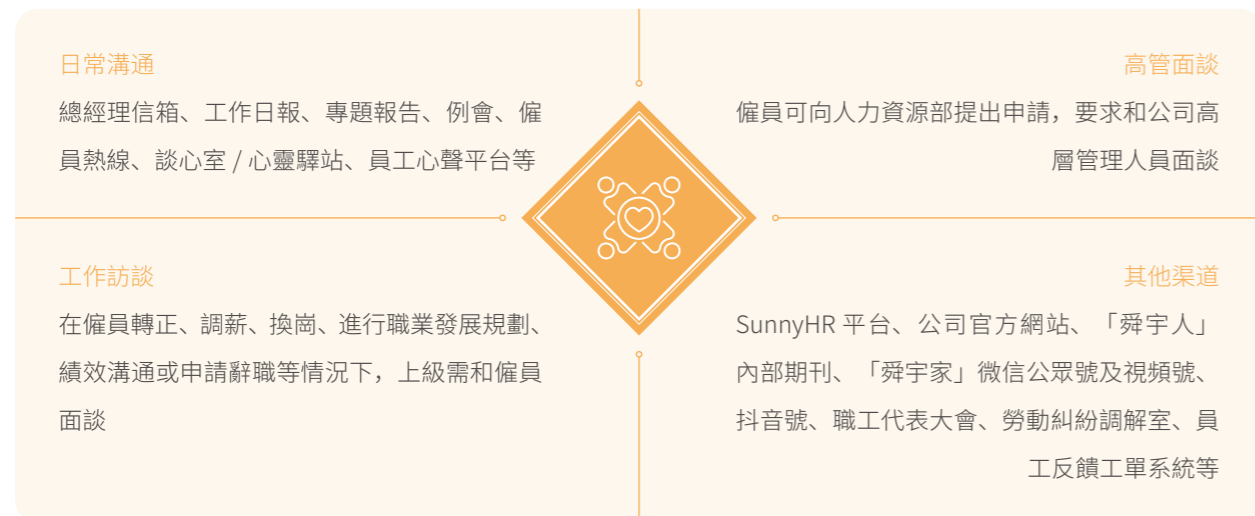 日常溝通
總經理信箱、工作日報、專題報告、例會、僱
員熱線、談心室 / 心靈驛站、員工心聲平台等
高管面談
僱員可向人力資源部提出申請，要求和公司高
層管理人員面談
工作訪談
在僱員轉正、調薪、換崗、進行職業發展規劃、
績效溝通或申請辭職等情況下，上級需和僱員
面談
其他渠道
SunnyHR 平台、公司官方網站、「舜宇人」
內部期刊、「舜宇家」微信公眾號及視頻號、
抖音號、職工代表大會、勞動糾紛調解室、員
工反饋工單系統等